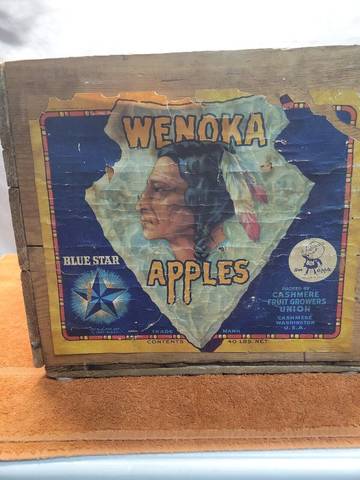 WENOKA
APPLES
BLUE STAR
PACKED BY
CASHMERE
FRUIT GROWERS
UNION
CASHMERE
WASHINGTON
U.S.A.
TRADE MARK
CONTENTS 40 LBS. NET